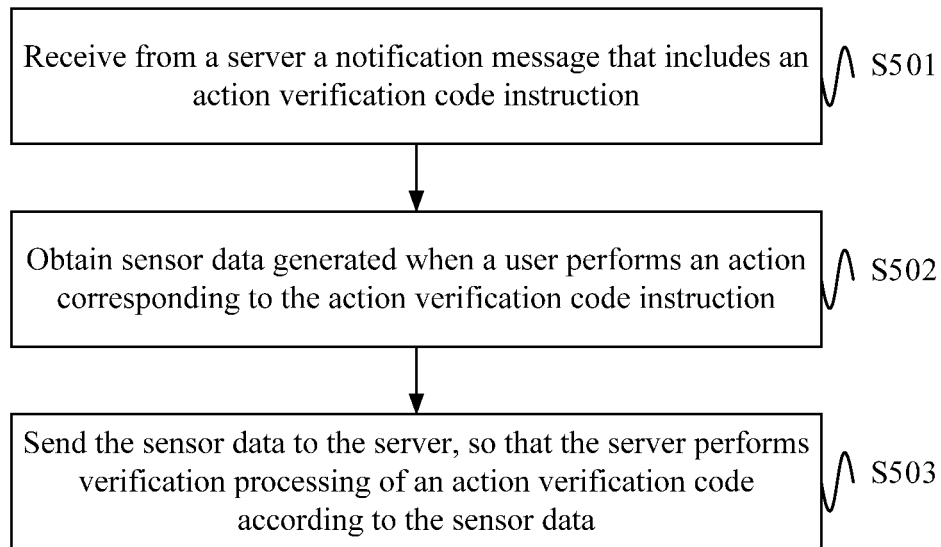 Receive from a server a notification message that includes an
action verification code instruction
S501
Obtain sensor data generated when a user performs an action
corresponding to the action verification code instruction
S502
Send the sensor data to the server, so that the server performs
verification processing of an action verification code
according to the sensor data
S503